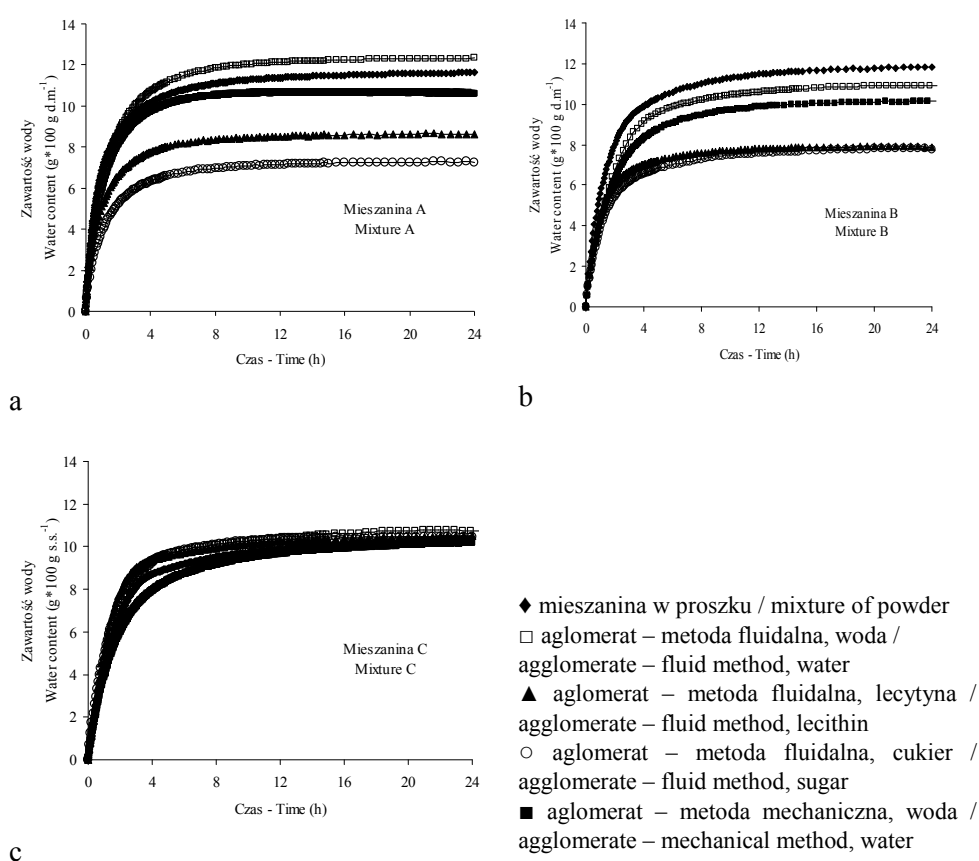 14
12
10
8
6
4
2
0
Zawartość wody
Water content (g*100 g d.m⁻¹)
Mieszanina A
Mixture A
0 4 8 12 16 20 24
Czas - Time (h)
a
14
12
10
8
6
4
2
0
Zawartość wody
Water content (g*100 g d.m⁻¹)
Mieszanina B
Mixture B
0 4 8 12 16 20 24
Czas - Time (h)
b
14
12
10
8
6
4
2
0
Zawartość wody
Water content (g*100 g s.s.⁻¹)
Mieszanina C
Mixture C
0 4 8 12 16 20 24
Czas - Time (h)
c
♦ mieszanina w proszku / mixture of powder
□ aglomerat – metoda fluidalna, woda /
agglomerate – fluid method, water
▲ aglomerat – metoda fluidalna, lecytyna /
agglomerate – fluid method, lecithin
○ aglomerat – metoda fluidalna, cukier /
agglomerate – fluid method, sugar
■ aglomerat – metoda mechaniczna, woda /
agglomerate – mechanical method, water